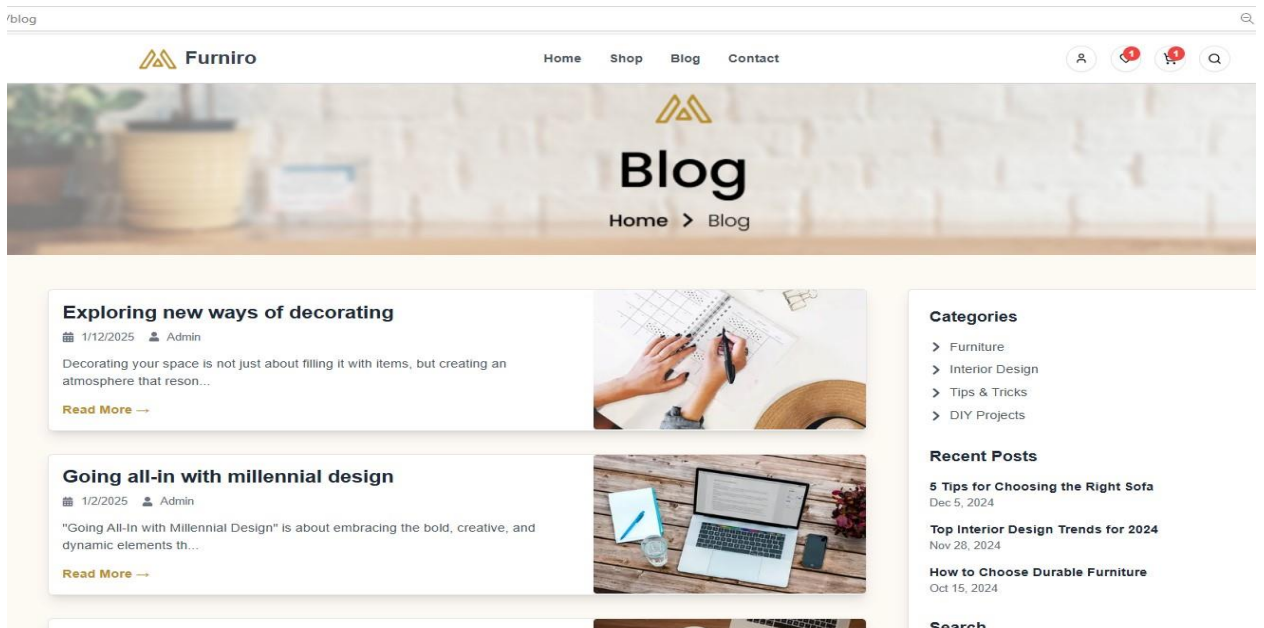 /blog
Furniro
Home
Shop
Blog
Contact
1
1
Blog
Home > Blog
Exploring new ways of decorating
1/12/2025 Admin
Decorating your space is not just about filling it with items, but creating an
atmosphere that reson...
Read More →
Going all-in with millennial design
1/2/2025 Admin
"Going All-In with Millennial Design" is about embracing the bold, creative, and
dynamic elements th...
Read More →
Categories
> Furniture
> Interior Design
> Tips & Tricks
> DIY Projects
Recent Posts
5 Tips for Choosing the Right Sofa
Dec 5, 2024
Top Interior Design Trends for 2024
Nov 28, 2024
How to Choose Durable Furniture
Oct 15, 2024
Search